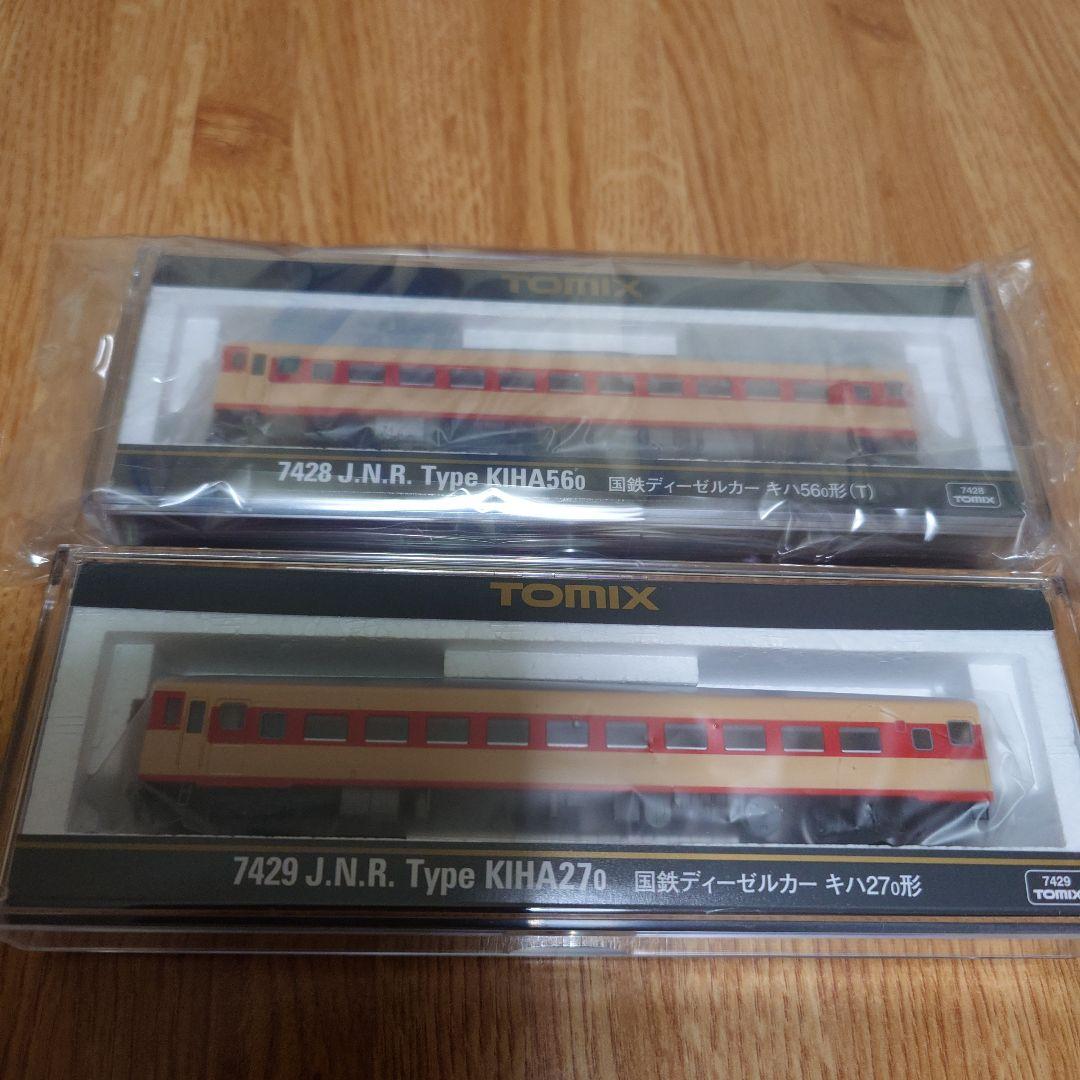 TOMIX
7428 J.N.R. Type KIHA560 国鉄ディーゼルカー キハ560形(T)
7428
TOMIX
TOMIX
7429 J.N.R. Type KIHA270 国鉄ディーゼルカー キハ270形
7429
TOMIX